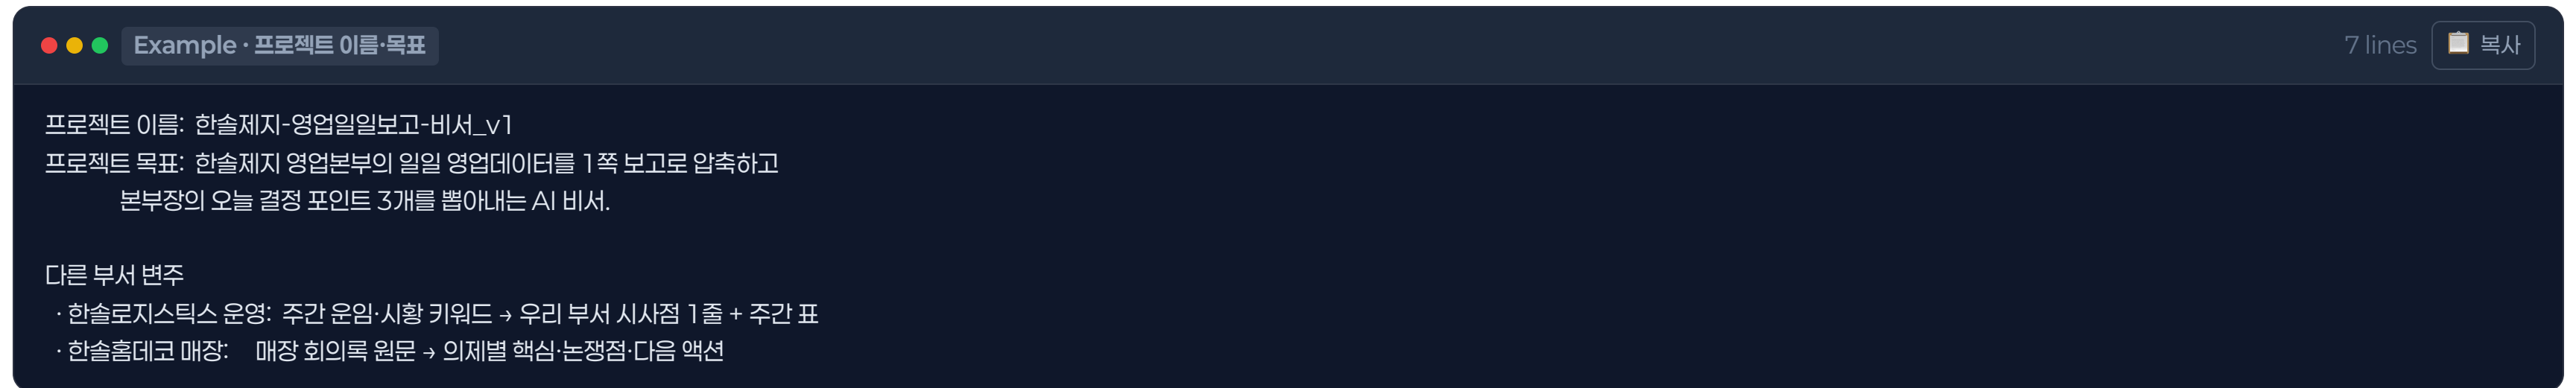 Example · 프로젝트 이름·목표
7 lines
📋 복사
프로젝트 이름: 한솔제지-영업일일보고-비서_v1
프로젝트 목표: 한솔제지 영업본부의 일일 영업데이터를 1쪽 보고로 압축하고
본부장의 오늘 결정 포인트 3개를 뽑아내는 AI 비서.
다른 부서 변주
· 한솔로지스틱스 운영: 주간 운임·시황 키워드 → 우리 부서 시사점 1줄 + 주간 표
· 한솔홈데코 매장: 매장 회의록 원문 → 의제별 핵심·논쟁점·다음 액션